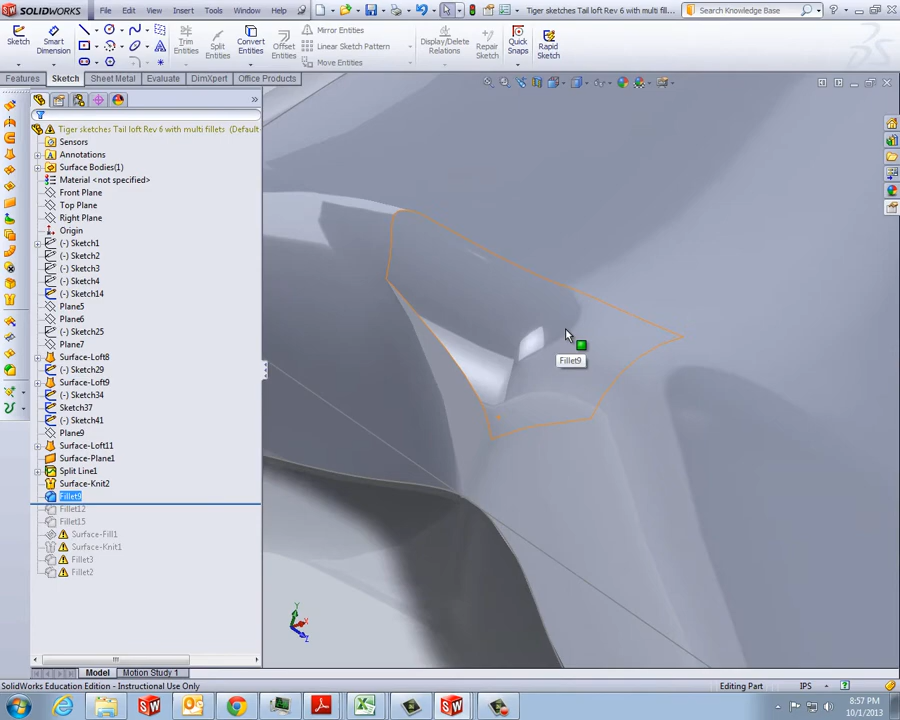 SOLIDWORKS File Edit View Insert Tools Tiger sketches Tail loft Rev 6 with multi fill... Search Knowledge Base
Sketch Smart Dimension Trim Entities Split Entities Convert Entities Offset Entities Mirror Entities Linear Sketch Pattern Move Entities Display/Delete Relations Repair Sketch Quick Snaps Rapid Sketch
Features Sketch Sheet Metal Evaluate DimXpert Office Products
Tiger sketches Tail loft Rev 6 with multi fillets (Default
Sensors
Annotations
Surface Bodies(1)
Material <not specified>
Front Plane
Top Plane
Right Plane
Origin
(-) Sketch1
(-) Sketch2
(-) Sketch3
(-) Sketch4
(-) Sketch14
Plane5
Plane6
(-) Sketch25
Plane7
Surface-Loft8
(-) Sketch29
Surface-Loft9
(-) Sketch34
Sketch37
(-) Sketch41
Plane9
Surface-Loft11
Surface-Plane1
Split Line1
Surface-Knit2
Fillet9
Fillet12
Fillet15
Surface-Fill1
Surface-Knit1
Fillet3
Fillet2
Fillet9
Model Motion Study 1
SolidWorks Education Edition - Instructional Use Only Editing Part IPS
8:57 PM
10/1/2013